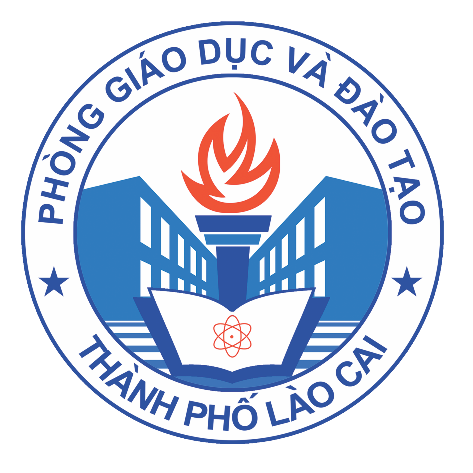 PHÒNG GIÁO DỤC VÀ ĐÀO TẠO
THÀNH PHỐ LÀO CAI